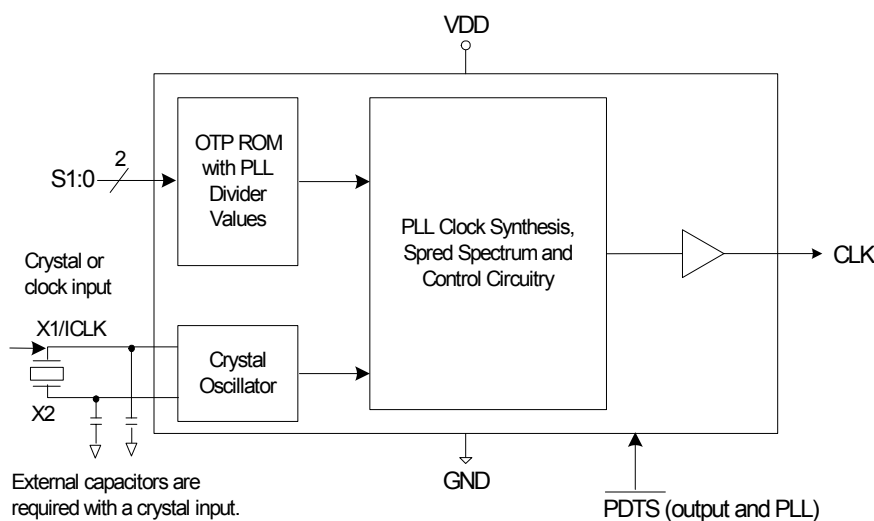 VDD
OTP ROM
with PLL
Divider
Values
2
S1:0
PLL Clock Synthesis,
Spred Spectrum and
Control Circuitry
CLK
Crystal or
clock input
X1/ICLK
Crystal
Oscillator
X2
External capacitors are
required with a crystal input.
GND
PDTS (output and PLL)